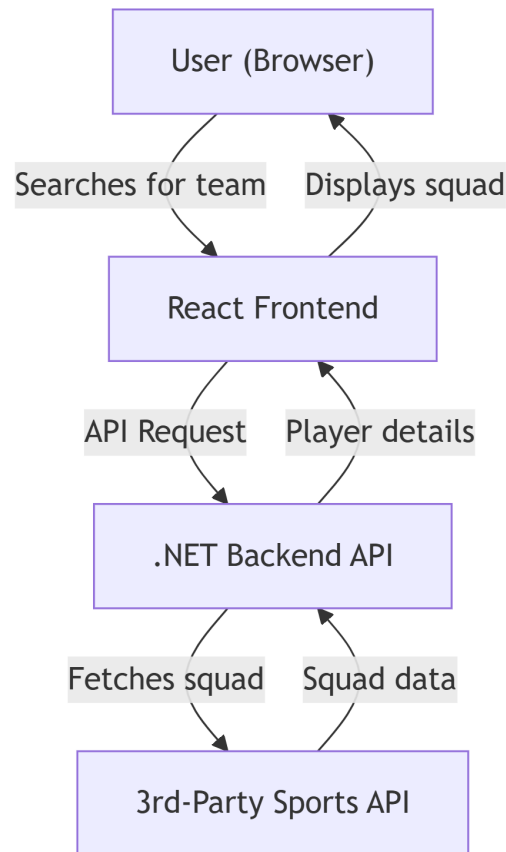 User (Browser)
Searches for team
Displays squad
React Frontend
API Request
Player details
.NET Backend API
Fetches squad
Squad data
3rd-Party Sports API